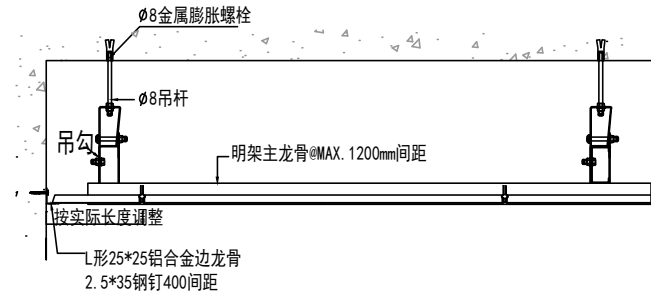 Ø8金属膨胀螺栓
Ø8吊杆
吊勾
明架主龙骨@MAX.1200mm间距
按实际长度调整
L形25*25铝合金边龙骨
2.5*35钢钉400间距